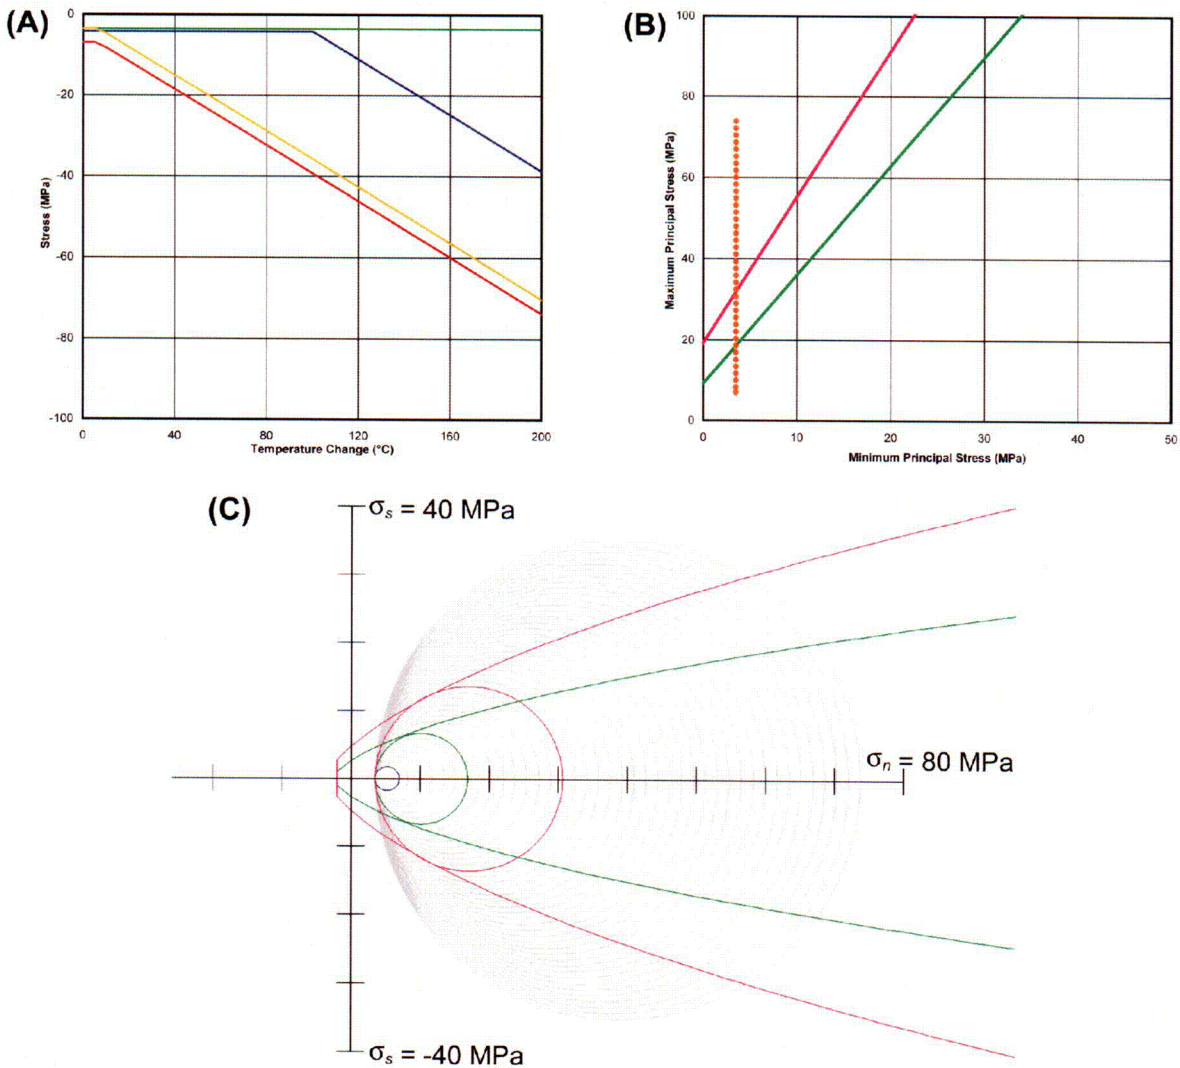 (A)
0
-20
-40
-60
-80
-100
Stress (MPa)
0 40 80 120 160 200
Temperature Change (°C)
(B)
100
80
60
40
20
0
Maximum Principal Stress (MPa)
0 10 20 30 40 50
Minimum Principal Stress (MPa)
(C)
σs = 40 MPa
σn = 80 MPa
σs = -40 MPa